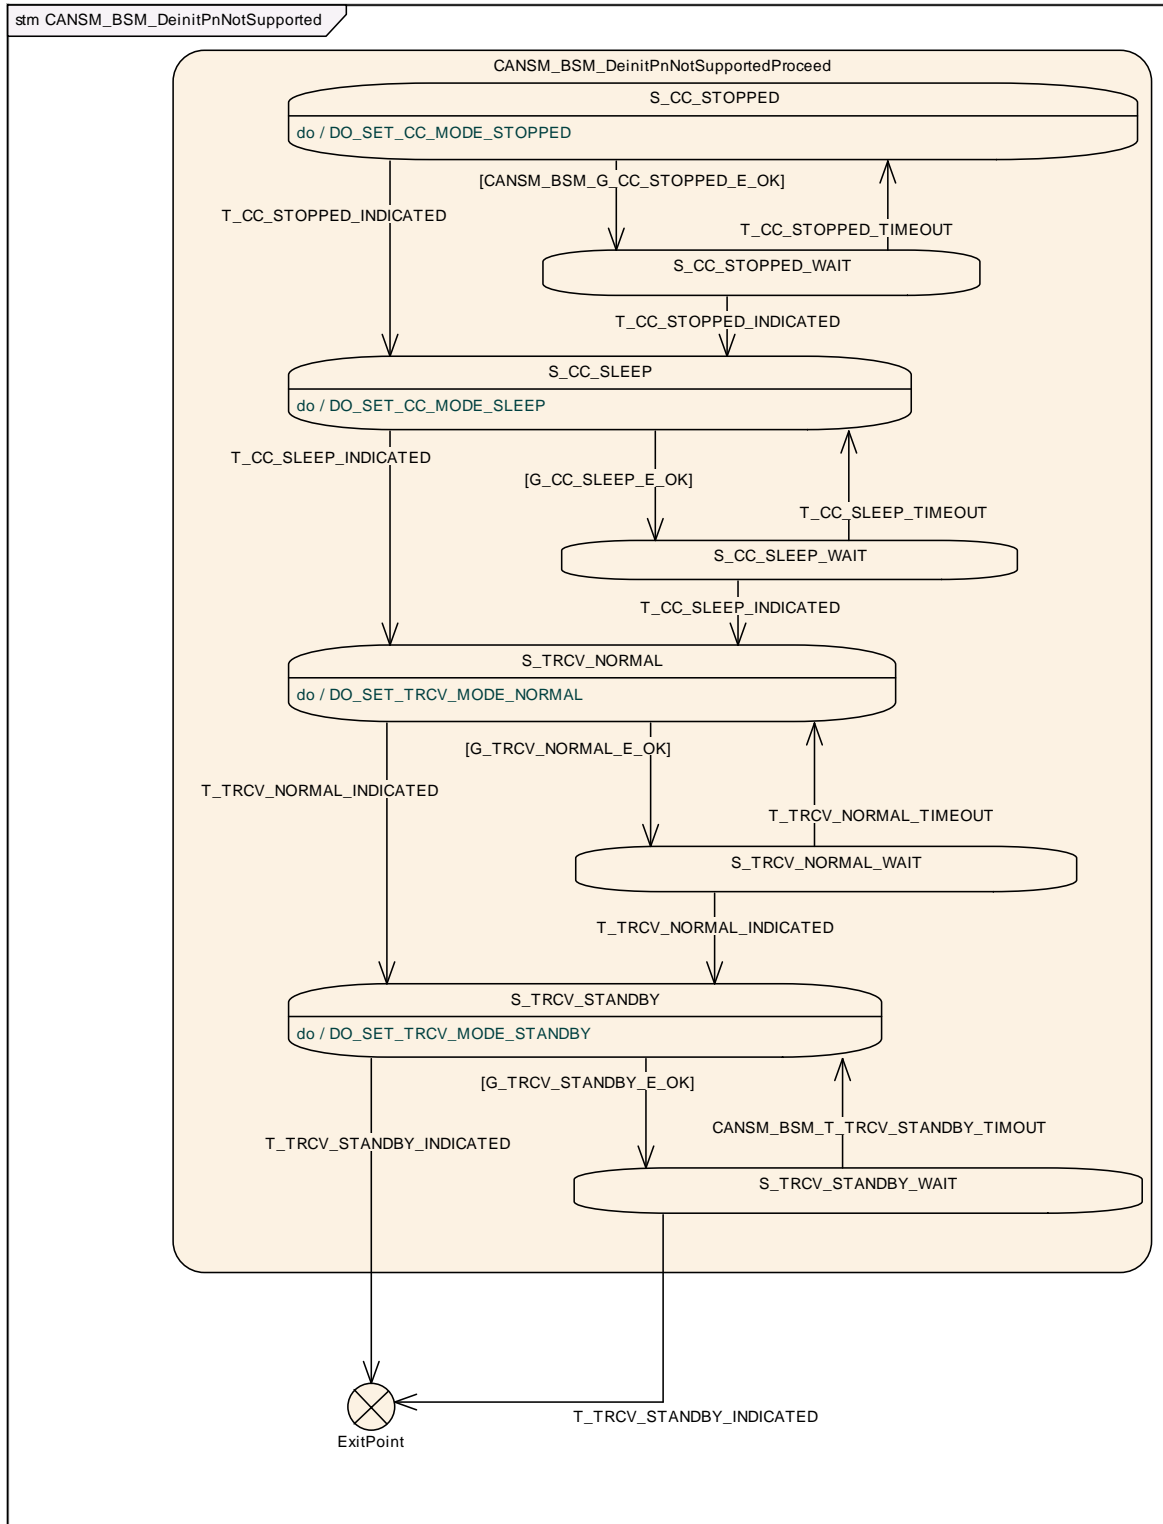 stm CANSM_BSM_DeinitPnNotSupported
CANSM_BSM_DeinitPnNotSupportedProceed
S_CC_STOPPED
do / DO_SET_CC_MODE_STOPPED
[CANSM_BSM_G_CC_STOPPED_E_OK]
T_CC_STOPPED_INDICATED
T_CC_STOPPED_TIMEOUT
S_CC_STOPPED_WAIT
T_CC_STOPPED_INDICATED
S_CC_SLEEP
do / DO_SET_CC_MODE_SLEEP
T_CC_SLEEP_INDICATED
[G_CC_SLEEP_E_OK]
T_CC_SLEEP_TIMEOUT
S_CC_SLEEP_WAIT
T_CC_SLEEP_INDICATED
S_TRCV_NORMAL
do / DO_SET_TRCV_MODE_NORMAL
[G_TRCV_NORMAL_E_OK]
T_TRCV_NORMAL_INDICATED
T_TRCV_NORMAL_TIMEOUT
S_TRCV_NORMAL_WAIT
T_TRCV_NORMAL_INDICATED
S_TRCV_STANDBY
do / DO_SET_TRCV_MODE_STANDBY
[G_TRCV_STANDBY_E_OK]
CANSM_BSM_T_TRCV_STANDBY_TIMOUT
T_TRCV_STANDBY_INDICATED
S_TRCV_STANDBY_WAIT
T_TRCV_STANDBY_INDICATED
ExitPoint